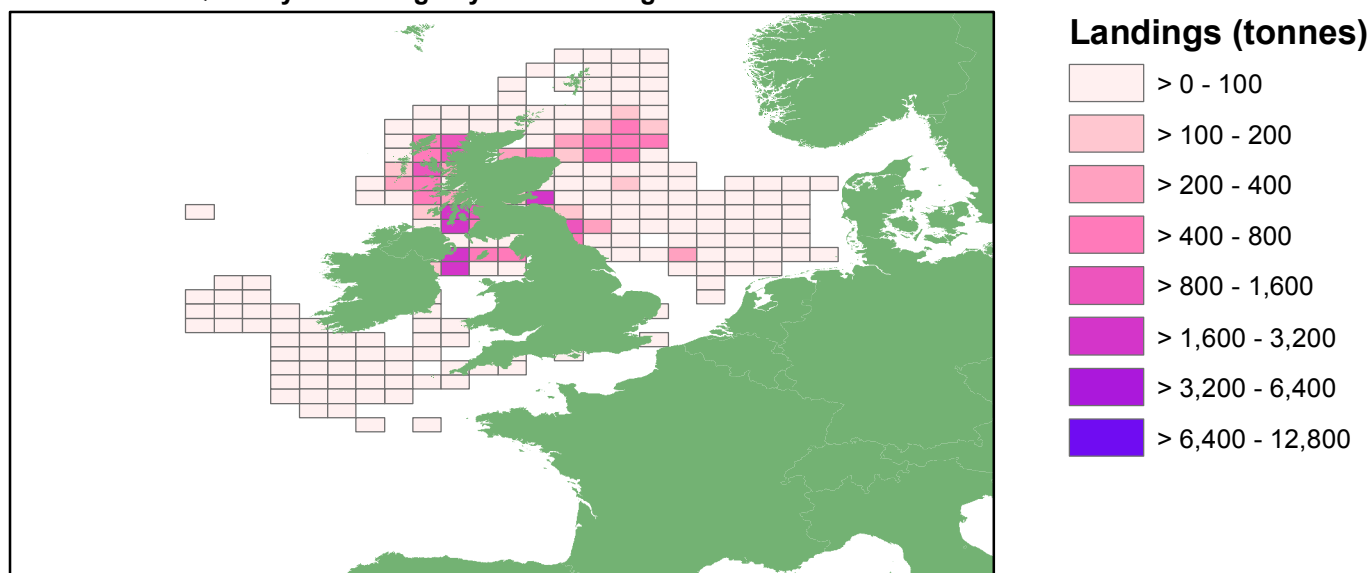 Landings (tonnes)
> 0 - 100
> 100 - 200
> 200 - 400
> 400 - 800
> 800 - 1,600
> 1,600 - 3,200
> 3,200 - 6,400
> 6,400 - 12,800